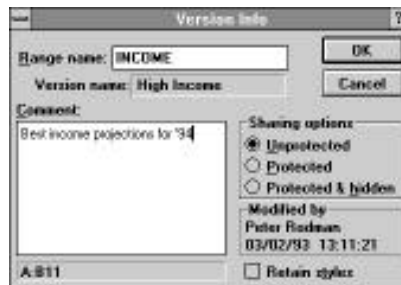 Version Info ?
Range name: INCOME
OK
Version name: High Income
Cancel
Comment:
Best income projections for '94
Sharing options
Unprotected
Protected
Protected & hidden
Modified by
Peter Rodman
03/02/93 13:11:21
A:B11
Retain styles